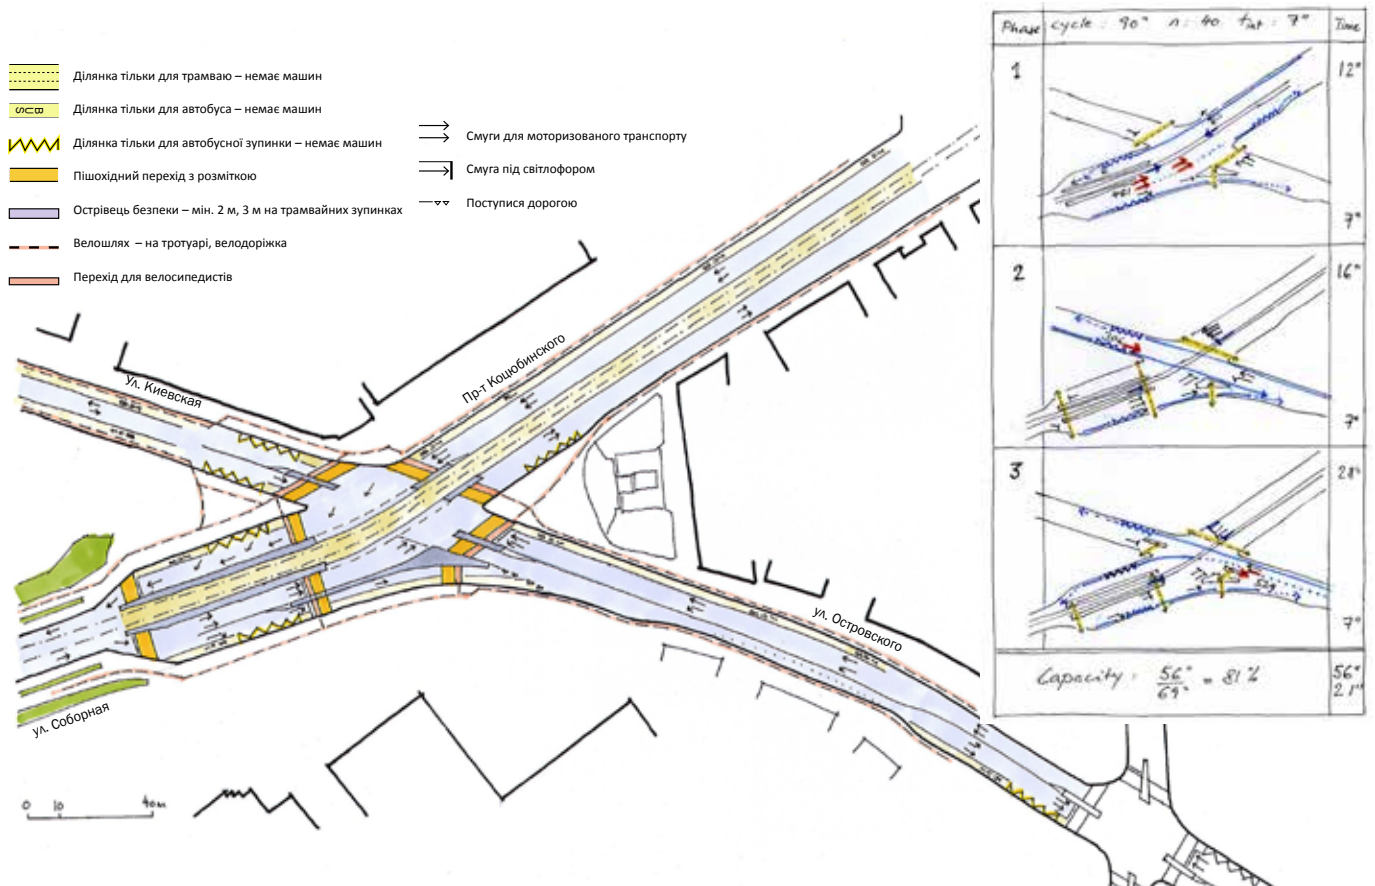 Ділянка тільки для трамваю – немає машин
BUS
Ділянка тільки для автобуса – немає машин
Ділянка тільки для автобусної зупинки – немає машин
Пішохідний перехід з розміткою
Острівець безпеки – мін. 2 м, 3 м на трамвайних зупинках
Велошлях – на тротуарі, велодоріжка
Перехід для велосипедистів
Смуги для моторизованого транспорту
Смуга під світлофором
Поступися дорогою
Ул. Киевская
Пр-т Коцюбинского
ул. Островского
ул. Соборная
0 10 40m
Phase cycle: 90" n: 40 tint: 7" Time
1 12"
7"
2 16"
7"
3 28"
7"
Capacity: 56"/69" = 81% 56"
21"